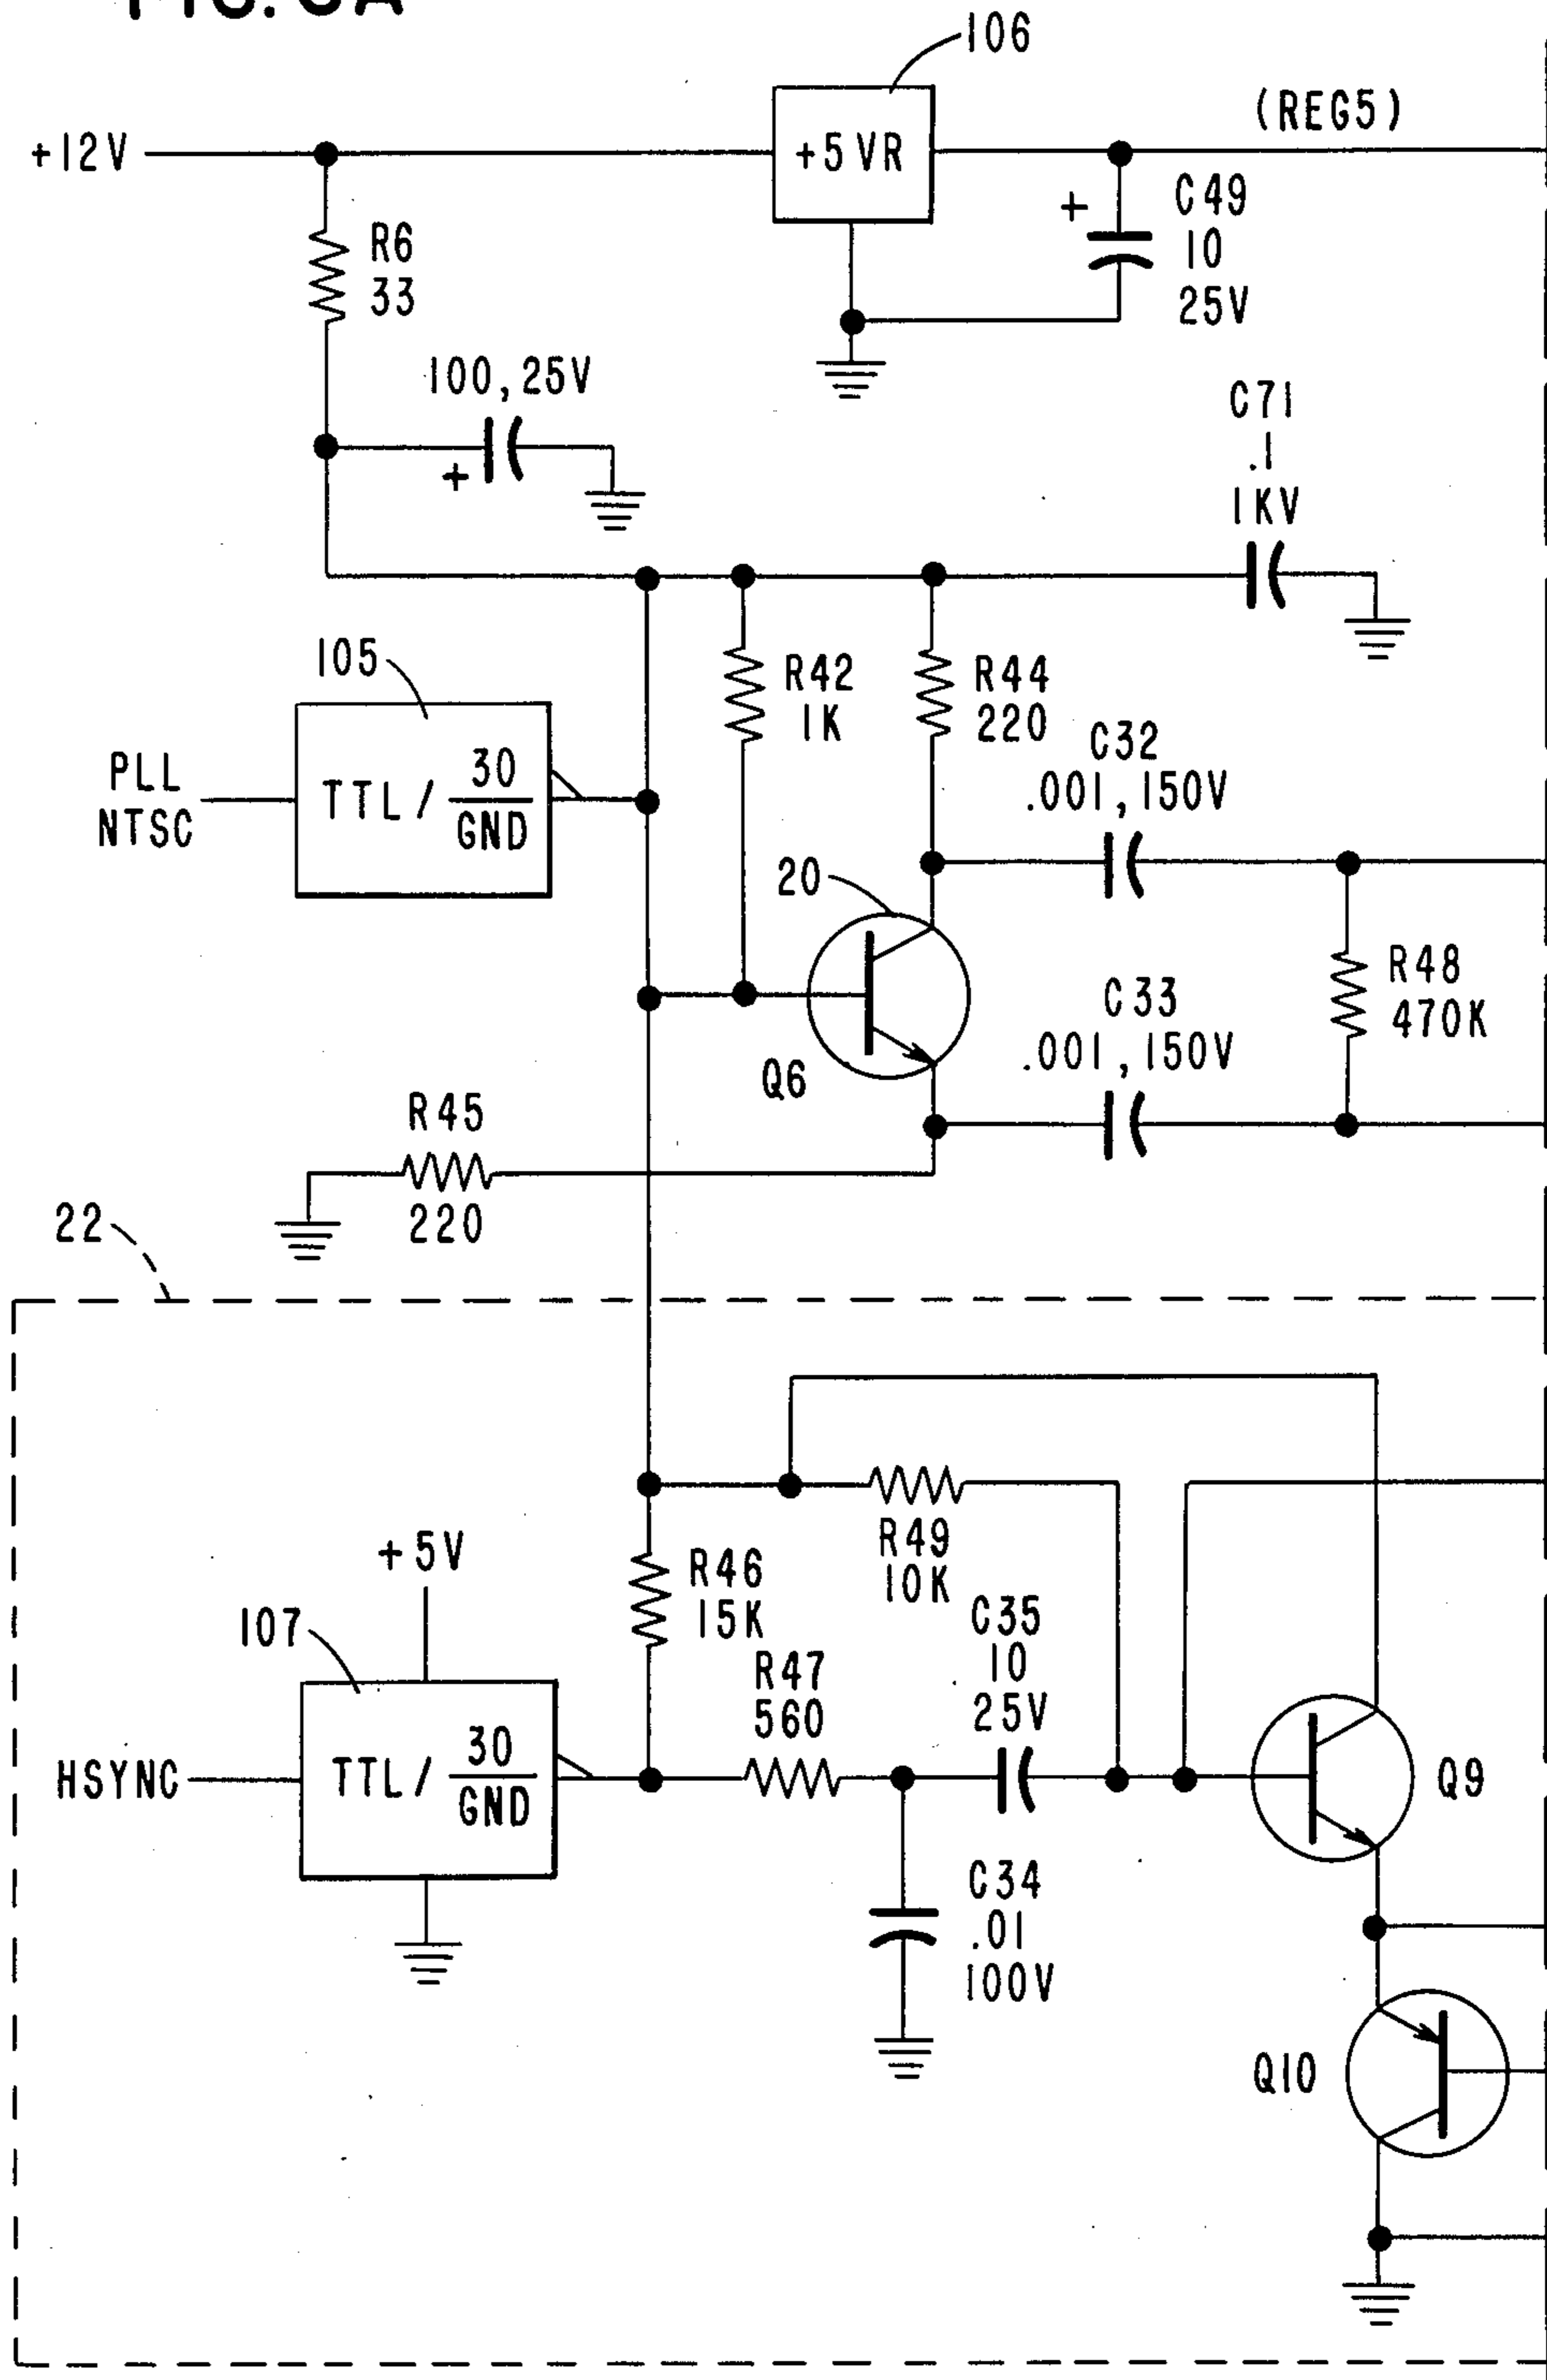 106
(REG5)
+12V
+5VR
C49
10
25V
+
R6
33
100,25V
+
C71
.1
1KV
105
R42
1K
R44
220
C32
.001,150V
PLL
NTSC
TTL/ 30
GND
20
R48
470K
C33
.001,150V
Q6
R45
220
22
R49
10K
+5V
R46
15K
C35
10
25V
107
R47
560
HSYNC
TTL/ 30
GND
Q9
C34
.01
100V
Q10